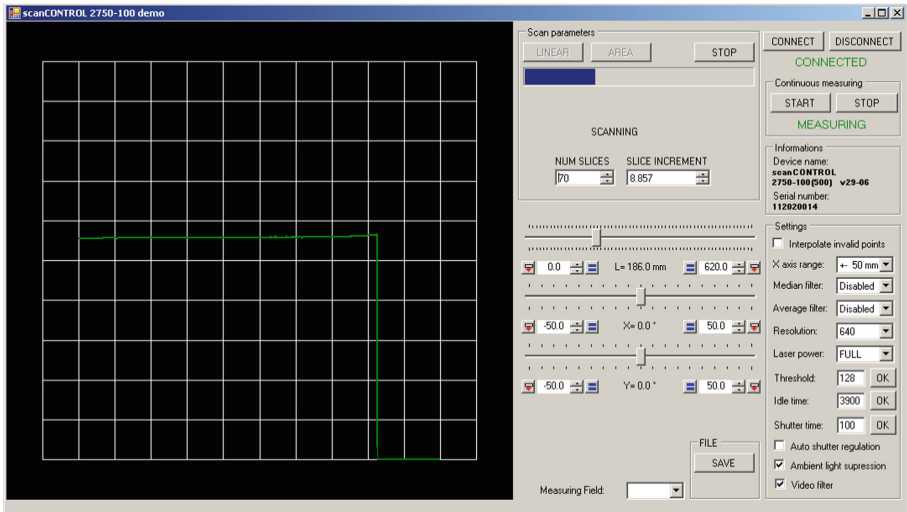 scanCONTROL 2750-100 demo
Scan parameters
LINEAR AREA STOP
SCANNING
NUM SLICES SLICE INCREMENT
70 8.857
0.0 L= 186.0 mm 620.0
-50.0 X= 0.0 ° 50.0
-50.0 Y= 0.0 ° 50.0
FILE
SAVE
Measuring Field:
CONNECT DISCONNECT
CONNECTED
Continuous measuring
START STOP
MEASURING
Informations
Device name:
scanCONTROL
2750-100(500) v29-06
Serial number:
112020014
Settings
Interpolate invalid points
X axis range: +- 50 mm
Median filter: Disabled
Average filter: Disabled
Resolution: 640
Laser power: FULL
Threshold: 128 OK
Idle time: 3900 OK
Shutter time: 100 OK
Auto shutter regulation
Ambient light supression
Video filter